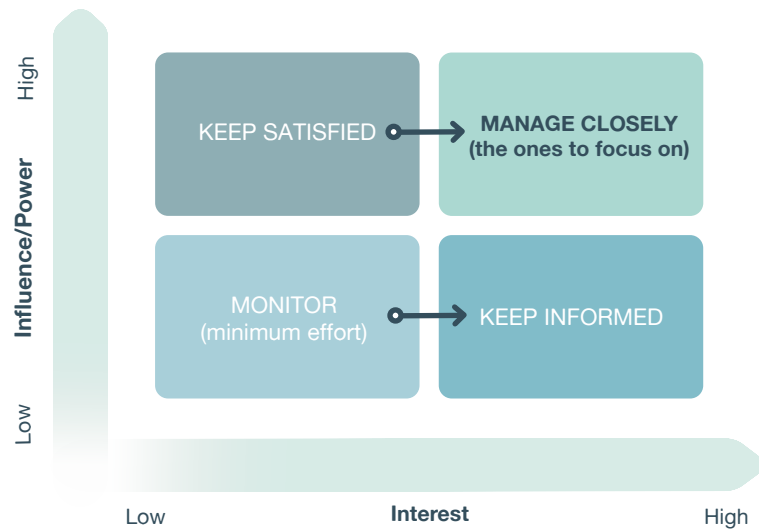 High
KEEP SATISFIED
MANAGE CLOSELY
(the ones to focus on)
Influence/Power
MONITOR
(minimum effort)
KEEP INFORMED
Low
Low
Interest
High